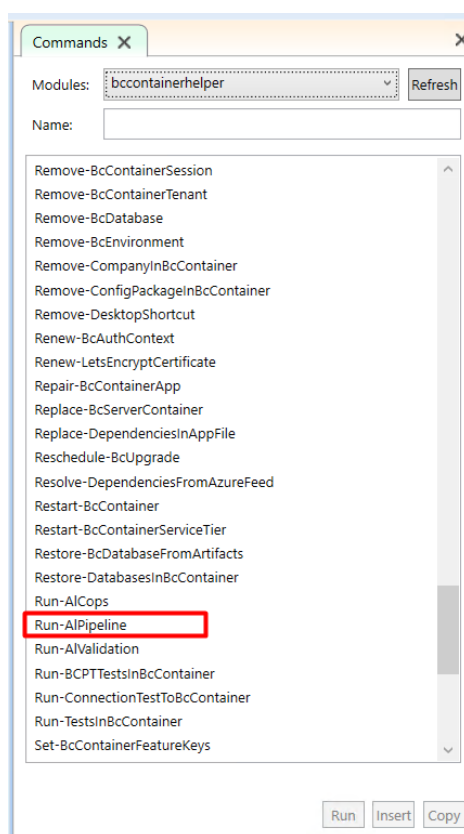 Commands
Modules: bccontainerhelper Refresh
Name:
Remove-BcContainerSession
Remove-BcContainerTenant
Remove-BcDatabase
Remove-BcEnvironment
Remove-CompanyInBcContainer
Remove-ConfigPackageInBcContainer
Remove-DesktopShortcut
Renew-BcAuthContext
Renew-LetsEncryptCertificate
Repair-BcContainerApp
Replace-BcServerContainer
Replace-DependenciesInAppFile
Reschedule-BcUpgrade
Resolve-DependenciesFromAzureFeed
Restart-BcContainer
Restart-BcContainerServiceTier
Restore-BcDatabaseFromArtifacts
Restore-DatabasesInBcContainer
Run-AlCops
Run-AlPipeline
Run-AlValidation
Run-BCPTTestsInBcContainer
Run-ConnectionTestToBcContainer
Run-TestsInBcContainer
Set-BcContainerFeatureKeys
Run Insert Copy